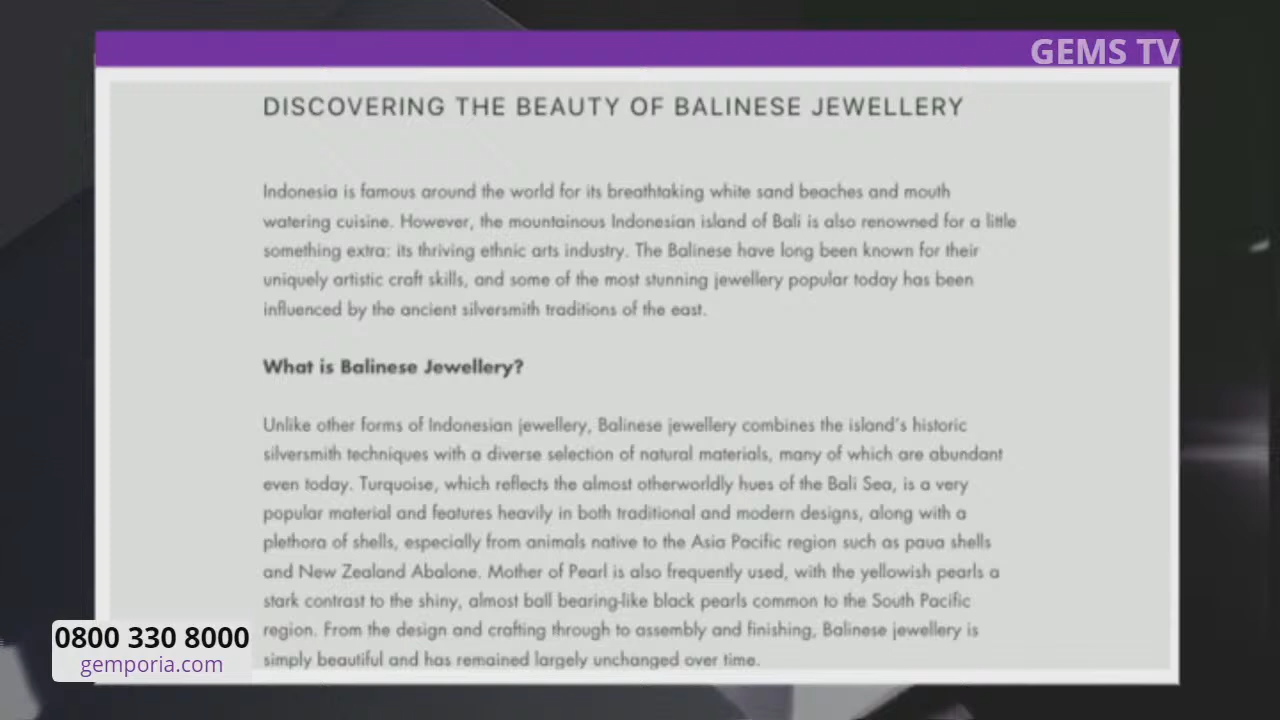 GEMS TV
DISCOVERING THE BEAUTY OF BALINESE JEWELLERY
Indonesia is famous around the world for its breathtaking white sand beaches and mouth
watering cuisine. However, the mountainous Indonesian island of Bali is also renowned for a little
something extra: its thriving ethnic arts industry. The Balinese have long been known for their
uniquely artistic craft skills, and some of the most stunning jewellery popular today has been
influenced by the ancient silversmith traditions of the east.
What is Balinese Jewellery?
Unlike other forms of Indonesian jewellery, Balinese jewellery combines the island's historic
silversmith techniques with a diverse selection of natural materials, many of which are abundant
even today. Turquoise, which reflects the almost otherworldly hues of the Bali Sea, is a very
popular material and features heavily in both traditional and modern designs, along with a
plethora of shells, especially from animals native to the Asia Pacific region such as paua shells
and New Zealand Abalone. Mother of Pearl is also frequently used, with the yellowish pearls a
stark contrast to the shiny, almost ball bearing-like black pearls common to the South Pacific
region. From the design and crafting through to assembly and finishing, Balinese jewellery is
simply beautiful and has remained largely unchanged over time.
0800 330 8000
gemporia.com